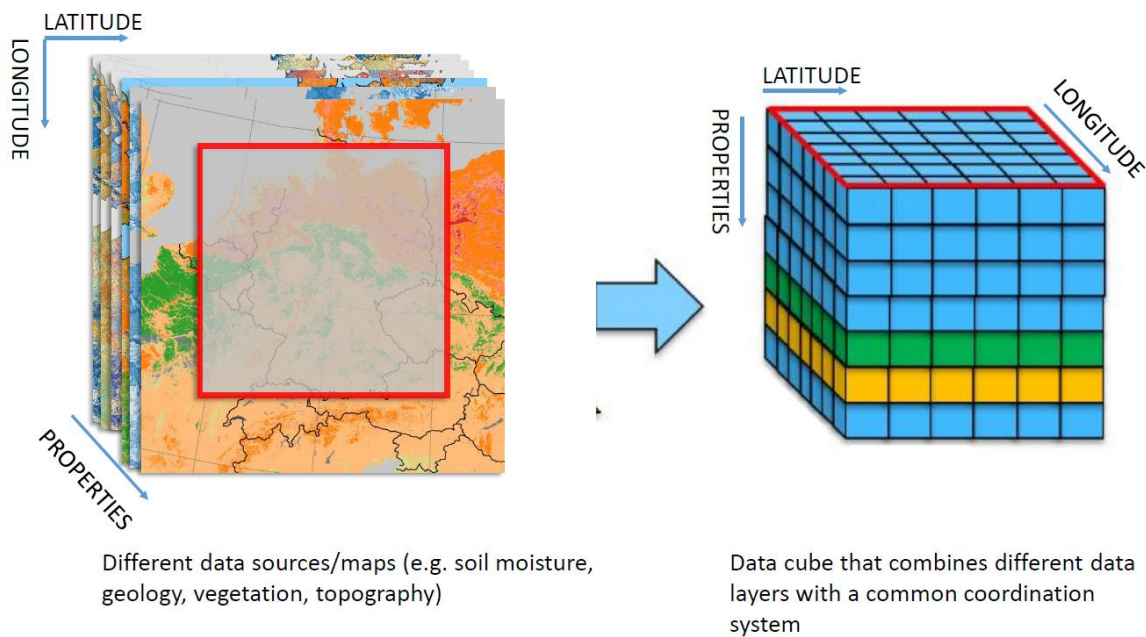 LATITUDE
LONGITUDE
PROPERTIES
Different data sources/maps (e.g. soil moisture,
geology, vegetation, topography)
LATITUDE
LONGITUDE
PROPERTIES
Data cube that combines different data
layers with a common coordination
system